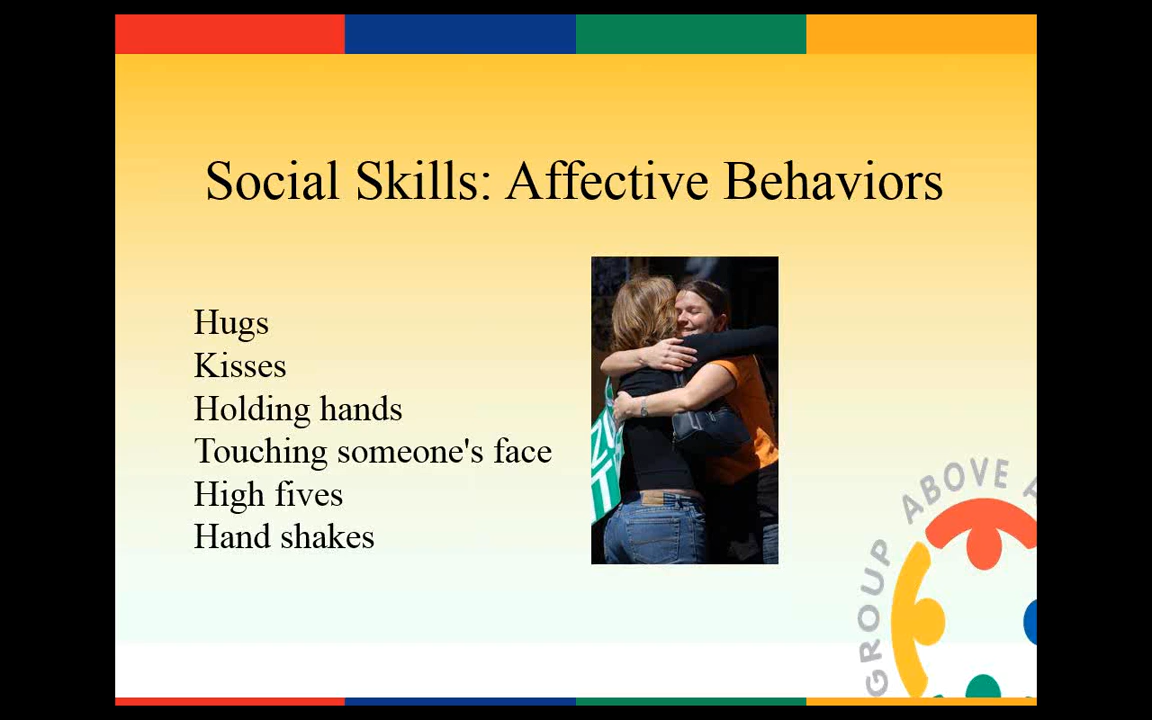 Social Skills: Affective Behaviors
Hugs
Kisses
Holding hands
Touching someone's face
High fives
Hand shakes
GROUP ABOVE A